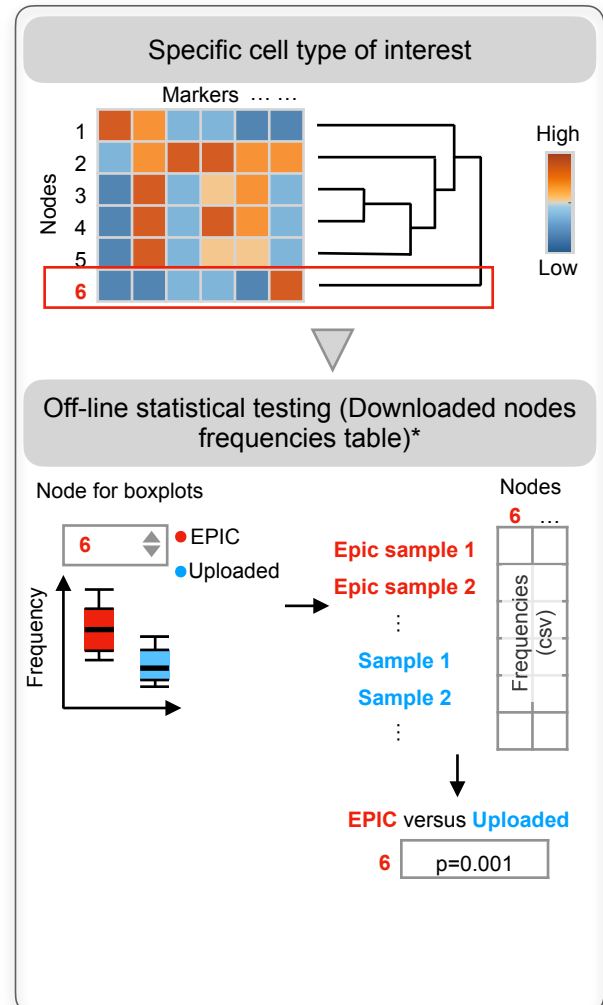 Specific cell type of interest
Markers … …
Nodes
1
2
3
4
5
6
High
Low
Off-line statistical testing (Downloaded nodes
frequencies table)*
Node for boxplots
6
EPIC
Uploaded
Frequency
Nodes
6 …
Epic sample 1
Epic sample 2
⋮
Sample 1
Sample 2
⋮
Frequencies
(csv)
EPIC versus Uploaded
6 p=0.001